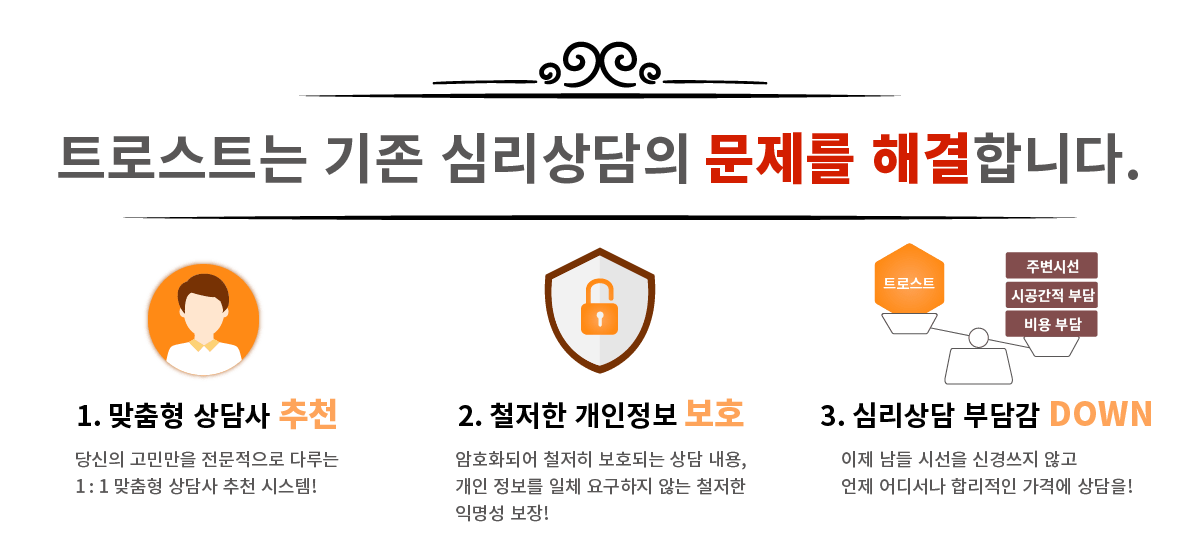 트로스트는 기존 심리상담의 문제를 해결합니다.
트로스트
주변시선
시공간적 부담
비용 부담
1. 맞춤형 상담사 추천
당신의 고민만을 전문적으로 다루는
1 : 1 맞춤형 상담사 추천 시스템!
2. 철저한 개인정보 보호
암호화되어 철저히 보호되는 상담 내용,
개인 정보를 일체 요구하지 않는 철저한
익명성 보장!
3. 심리상담 부담감 DOWN
이제 남들 시선을 신경쓰지 않고
언제 어디서나 합리적인 가격에 상담을!